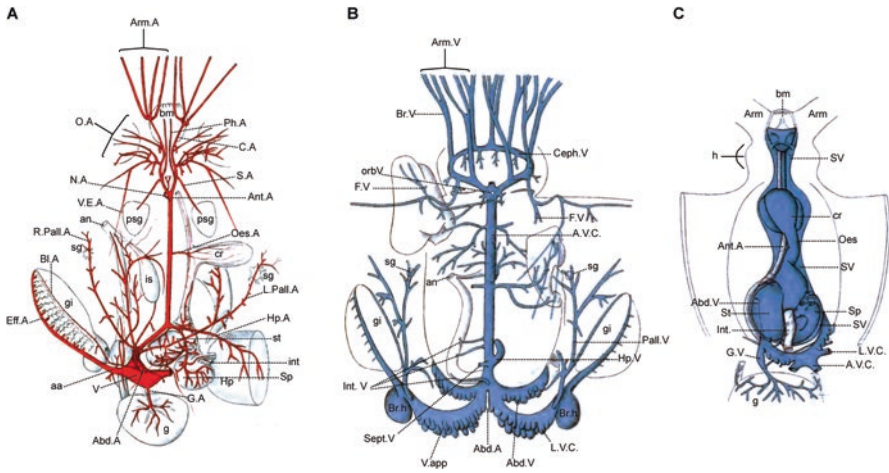 A
Arm.A
bm
Ph.A
O.A
C.A
N.A
S.A
V.E.A
Ant.A
an
psg
psg
R.Pall.A
Oes.A
sg
cr
sg
Bl.A
is
L.Pall.A
gi
Eff.A
Hp.A
st
int
aa
V
Hp
Sp
G.A
g
Abd.A
B
Arm.V
Br.V
Ceph.V
orbV
F.V
F.V
A.V.C.
sg
an
sg
gi
gi
Pall.V
Hp.V
Int. V
Br.h
Br.h
Sept.V
Abd.A
L.V.C.
V.app
Abd.V
C
bm
Arm
Arm
h
SV
cr
Ant.A
Oes
SV
Abd.V
St
Sp
Int.
SV
G.V
L.V.C.
A.V.C.
g